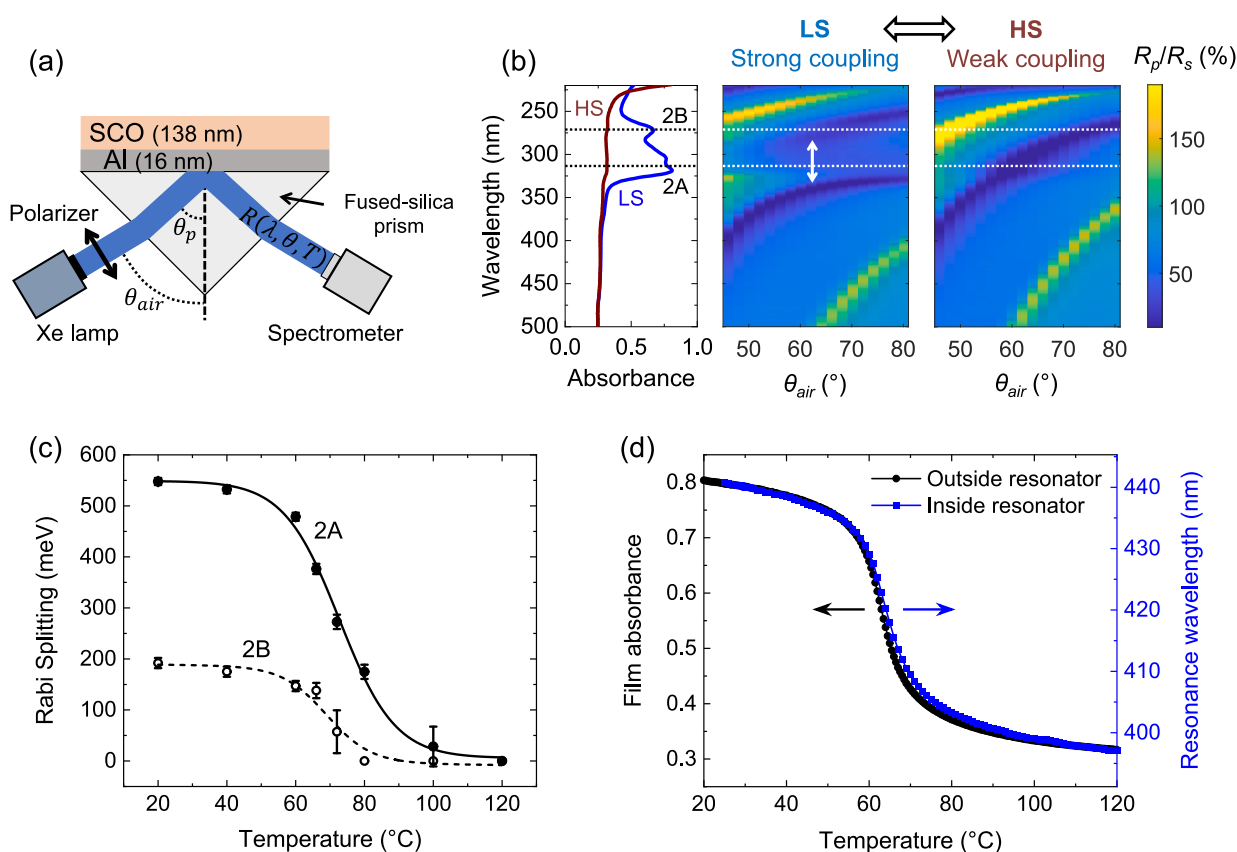 (a)
SCO (138 nm)
Al (16 nm)
Polarizer
θp
Fused-silica
prism
R(λ, θ, T)
θair
Xe lamp
Spectrometer
(b)
LS
HS
Strong coupling
Weak coupling
Rp/Rs (%)
Wavelength (nm)
250
300
350
400
450
500
HS
LS
2B
2A
0.0
0.5
1.0
Absorbance
50
60
70
80
θair (°)
50
60
70
80
θair (°)
150
100
50
(c)
Rabi Splitting (meV)
600
500
400
300
200
100
0
2A
2B
20
40
60
80
100
120
Temperature (°C)
(d)
Film absorbance
0.8
0.7
0.6
0.5
0.4
0.3
Outside resonator
Inside resonator
440
430
420
410
400
Resonance wavelength (nm)
20
40
60
80
100
120
Temperature (°C)